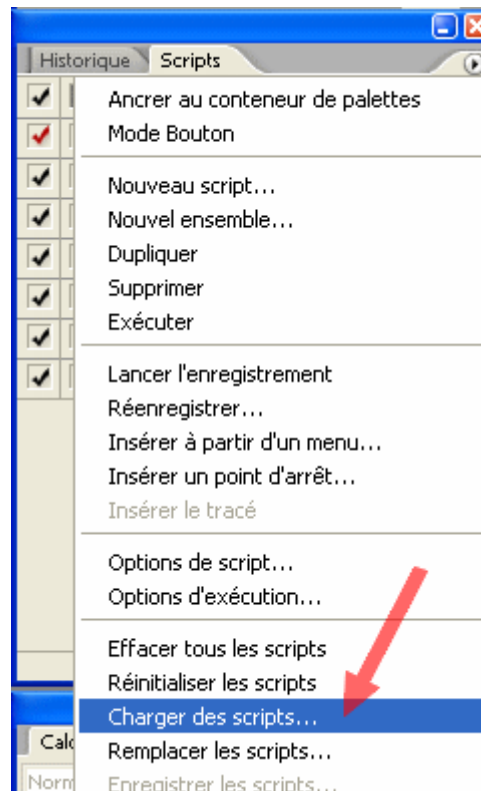 Historique Scripts
Ancrer au conteneur de palettes
Mode Bouton
Nouveau script...
Nouvel ensemble...
Dupliquer
Supprimer
Exécuter
Lancer l'enregistrement
Réenregistrer...
Insérer à partir d'un menu...
Insérer un point d'arrêt...
Insérer le tracé
Options de script...
Options d'exécution...
Effacer tous les scripts
Réinitialiser les scripts
Charger des scripts...
Calc
Remplacer les scripts...
Norm
Enregistrer les scripts...